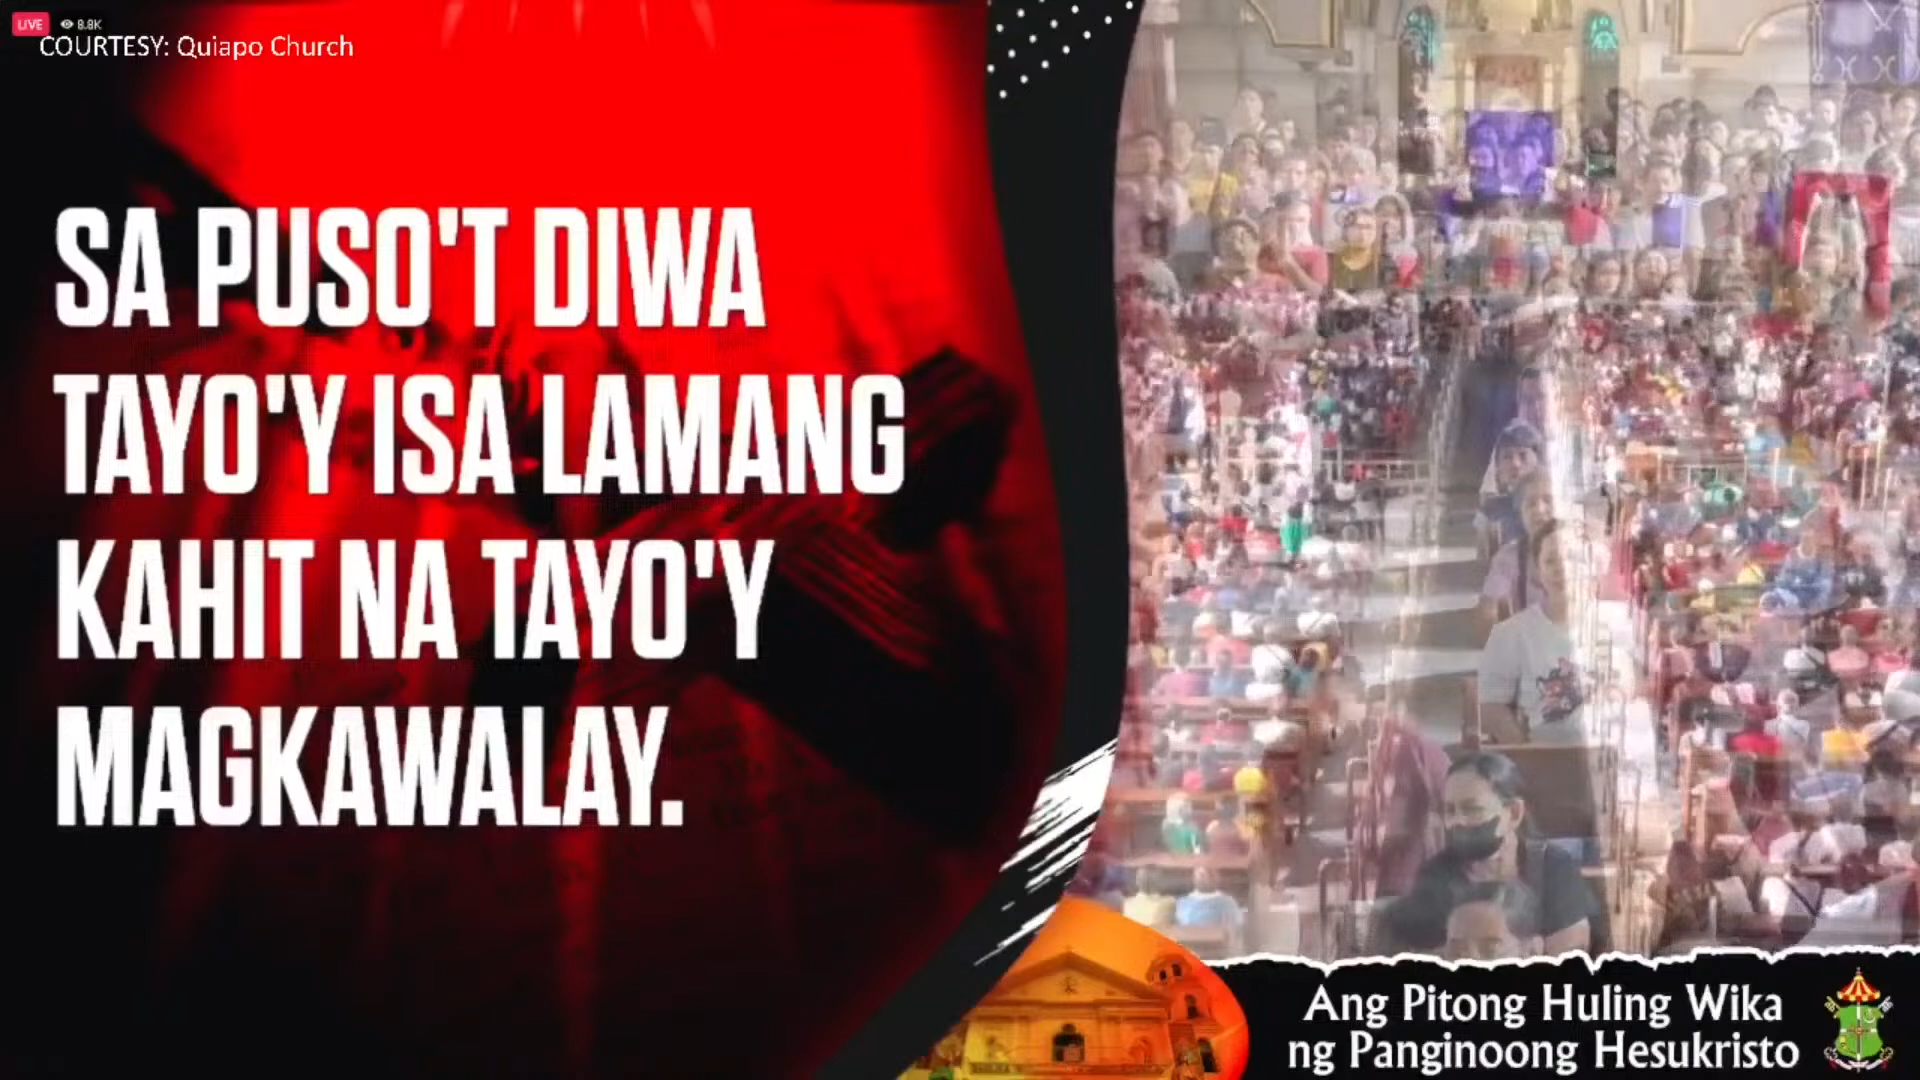 LIVE 8.8K
COURTESY: Quiapo Church
SA PUSO'T DIWA
TAYO'Y ISA LAMANG
KAHIT NA TAYO'Y
MAGKAWALAY.
Ang Pitong Huling Wika
ng Panginoong Hesukristo